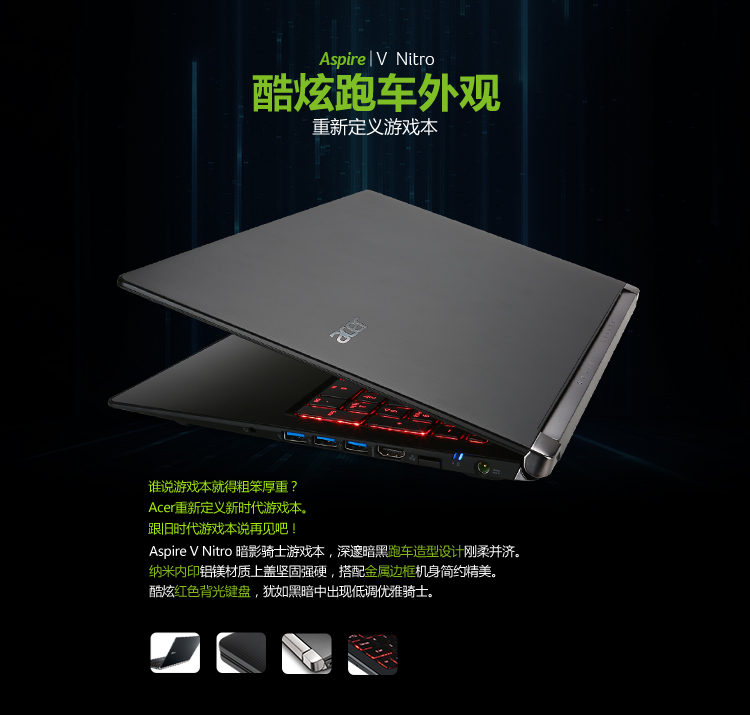 Aspire|V Nitro
酷炫跑车外观
重新定义游戏本
acer
谁说游戏本就得粗笨厚重？
Acer重新定义新时代游戏本。
跟旧时代游戏本说再见吧！
Aspire V Nitro 暗影骑士游戏本，深邃暗黑跑车造型设计刚柔并济。
纳米内印铝镁材质上盖坚固强硬，搭配金属边框机身简约精美。
酷炫红色背光键盘，犹如黑暗中出现低调优雅骑士。